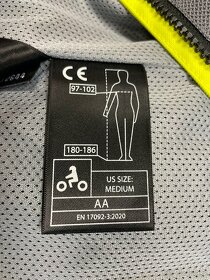 CE
97-102
180-186
US SIZE:
MEDIUM
AA
EN 17092-3:2020